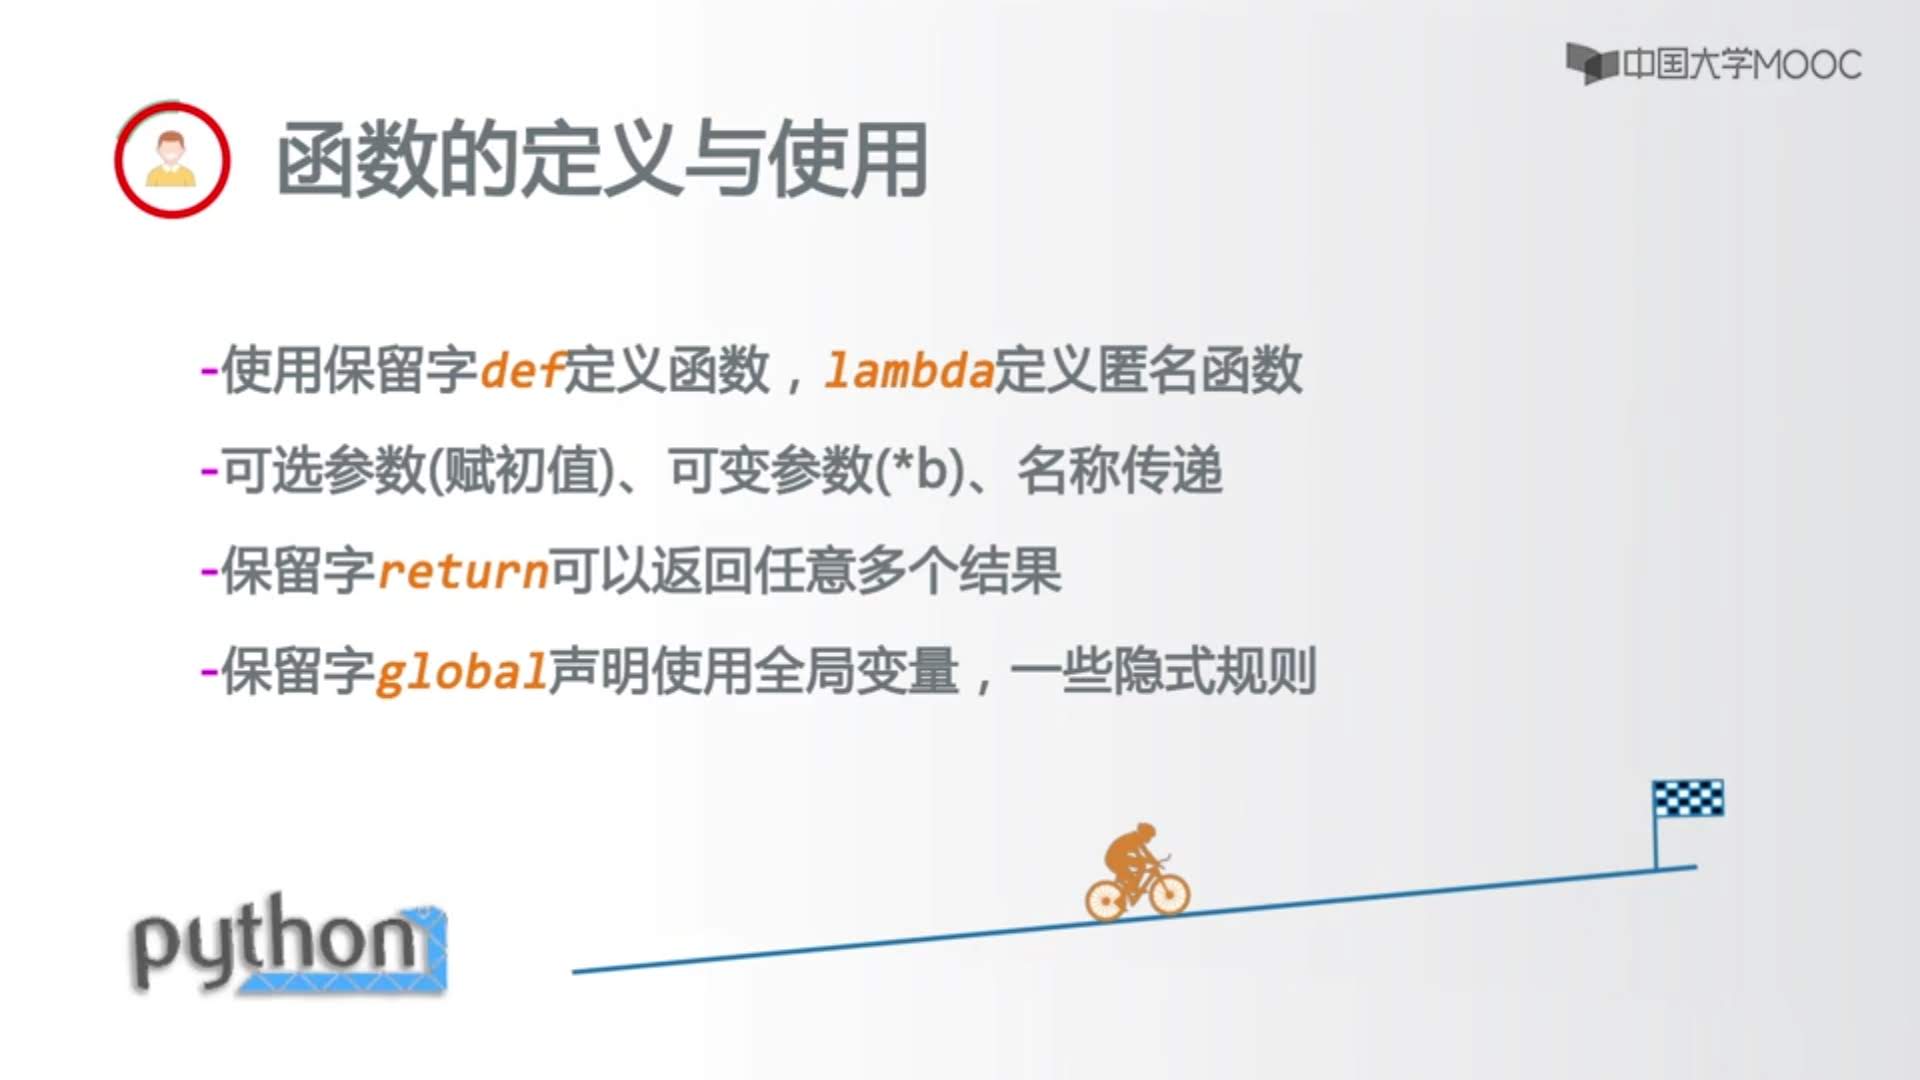 中国大学MOOC
函数的定义与使用
-使用保留字def定义函数，lambda定义匿名函数
-可选参数(赋初值)、可变参数(*b)、名称传递
-保留字return可以返回任意多个结果
-保留字global声明使用全局变量，一些隐式规则
python